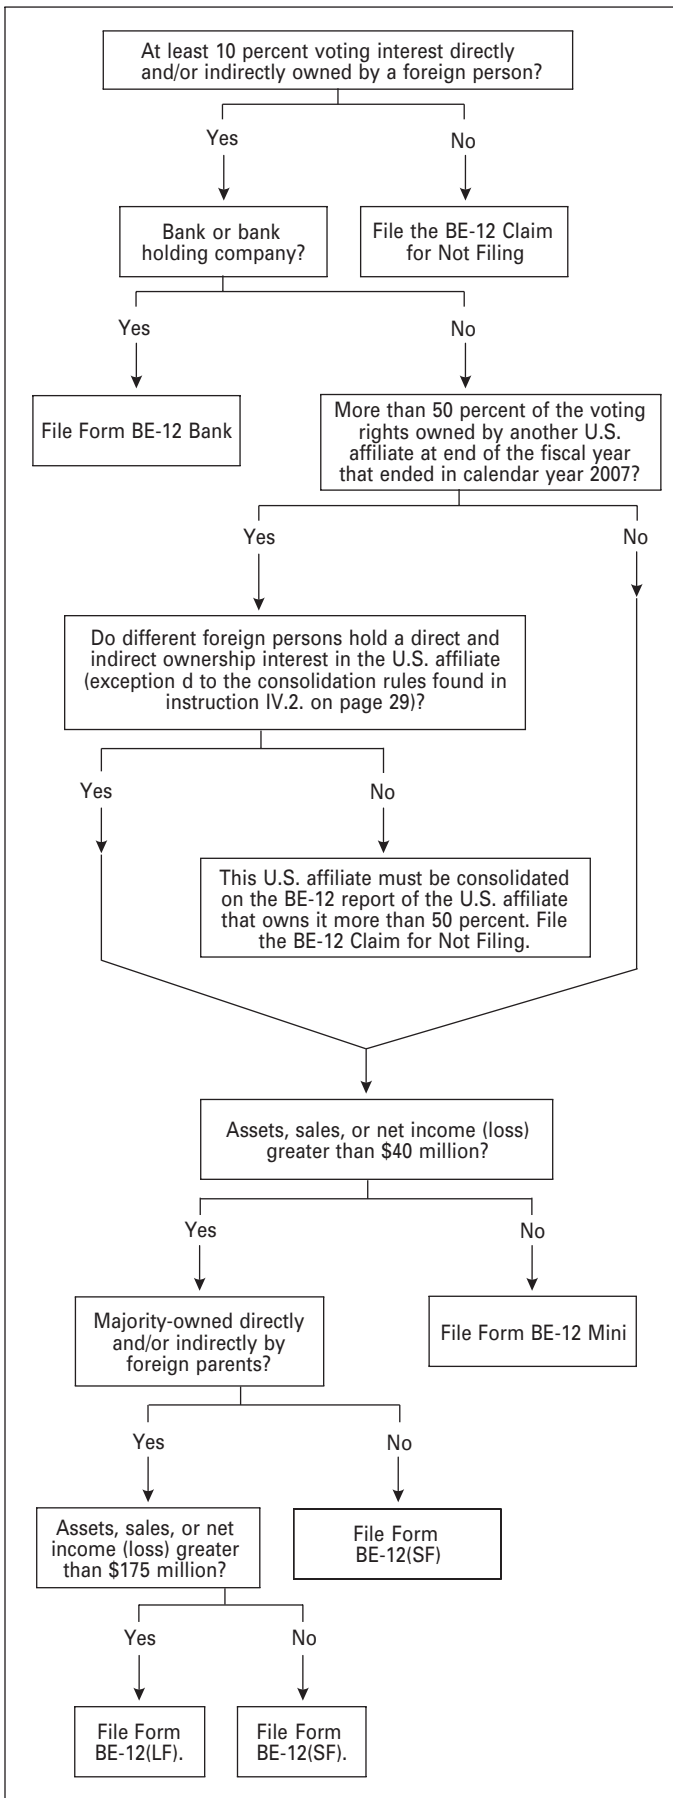 At least 10 percent voting interest directly
and/or indirectly owned by a foreign person?
Yes
No
Bank or bank
holding company?
File the BE-12 Claim
for Not Filing
Yes
No
File Form BE-12 Bank
More than 50 percent of the voting
rights owned by another U.S.
affiliate at end of the fiscal year
that ended in calendar year 2007?
Yes
No
Do different foreign persons hold a direct and
indirect ownership interest in the U.S. affiliate
(exception d to the consolidation rules found in
instruction IV.2. on page 29)?
Yes
No
This U.S. affiliate must be consolidated
on the BE-12 report of the U.S. affiliate
that owns it more than 50 percent. File
the BE-12 Claim for Not Filing.
Assets, sales, or net income (loss)
greater than $40 million?
Yes
No
Majority-owned directly
and/or indirectly by
foreign parents?
File Form BE-12 Mini
Yes
No
Assets, sales, or net
income (loss) greater
than $175 million?
File Form
BE-12(SF)
Yes
No
File Form
BE-12(LF).
File Form
BE-12(SF).